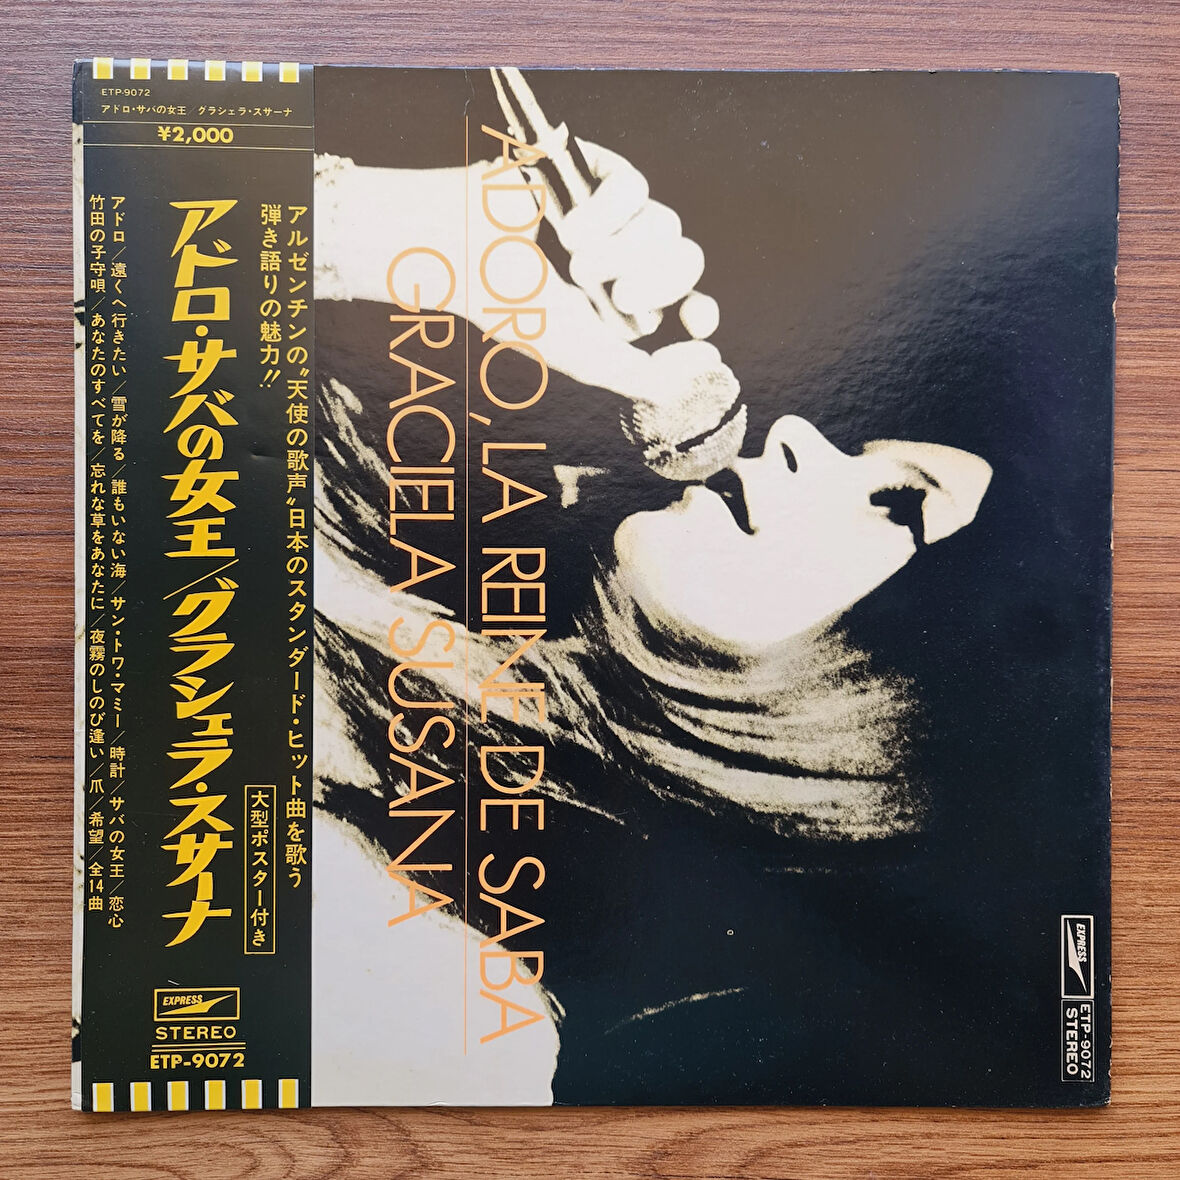 ETP-9072
アドロ・サバの女王/グラシェラ・スサーナ
¥2,000
アルゼンチンの〝天使の歌声〟日本のスタンダード・ヒット曲を歌う
弾き語りの魅力!!
アドロ・サバの女王/グラシェラ・スサーナ
大型ポスター付き
アドロ/遠くへ行きたい/雪が降る/誰もいない海/サン・トワ・マミー/時計/サバの女王/恋心
竹田の子守唄/あなたのすべてを/忘れな草をあなたに/夜霧のしのび逢い/爪/希望/全14曲
EXPRESS
STEREO
ETP-9072
ADORO, LA REINE DE SABA
GRACIELA SUSANA
EXPRESS
ETP-9072
STEREO